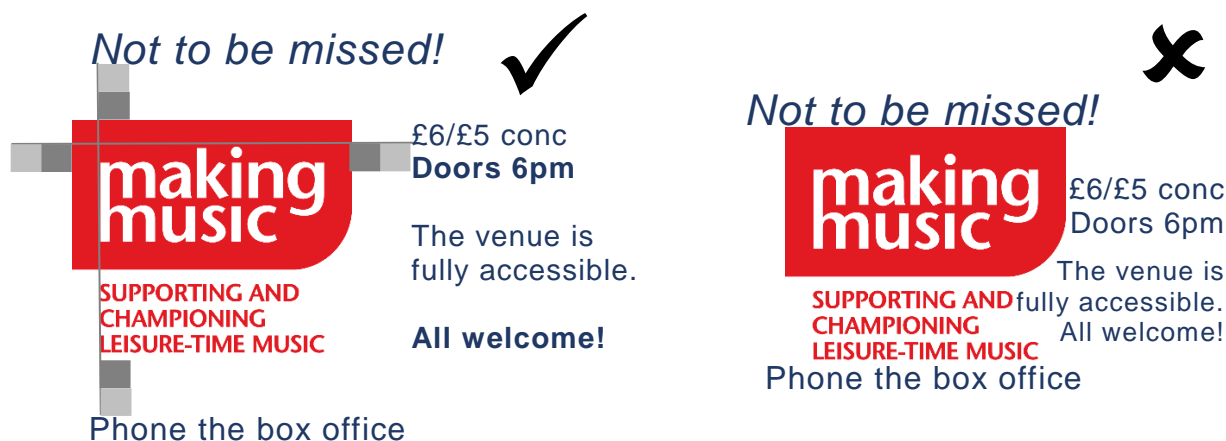 Not to be missed!
£6/£5 conc
Doors 6pm
making
music
The venue is
fully accessible.
SUPPORTING AND
CHAMPIONING
LEISURE-TIME MUSIC
All welcome!
Phone the box office
Not to be missed!
making
music
£6/£5 conc
Doors 6pm
The venue is
fully accessible.
All welcome!
SUPPORTING AND
CHAMPIONING
LEISURE-TIME MUSIC
Phone the box office